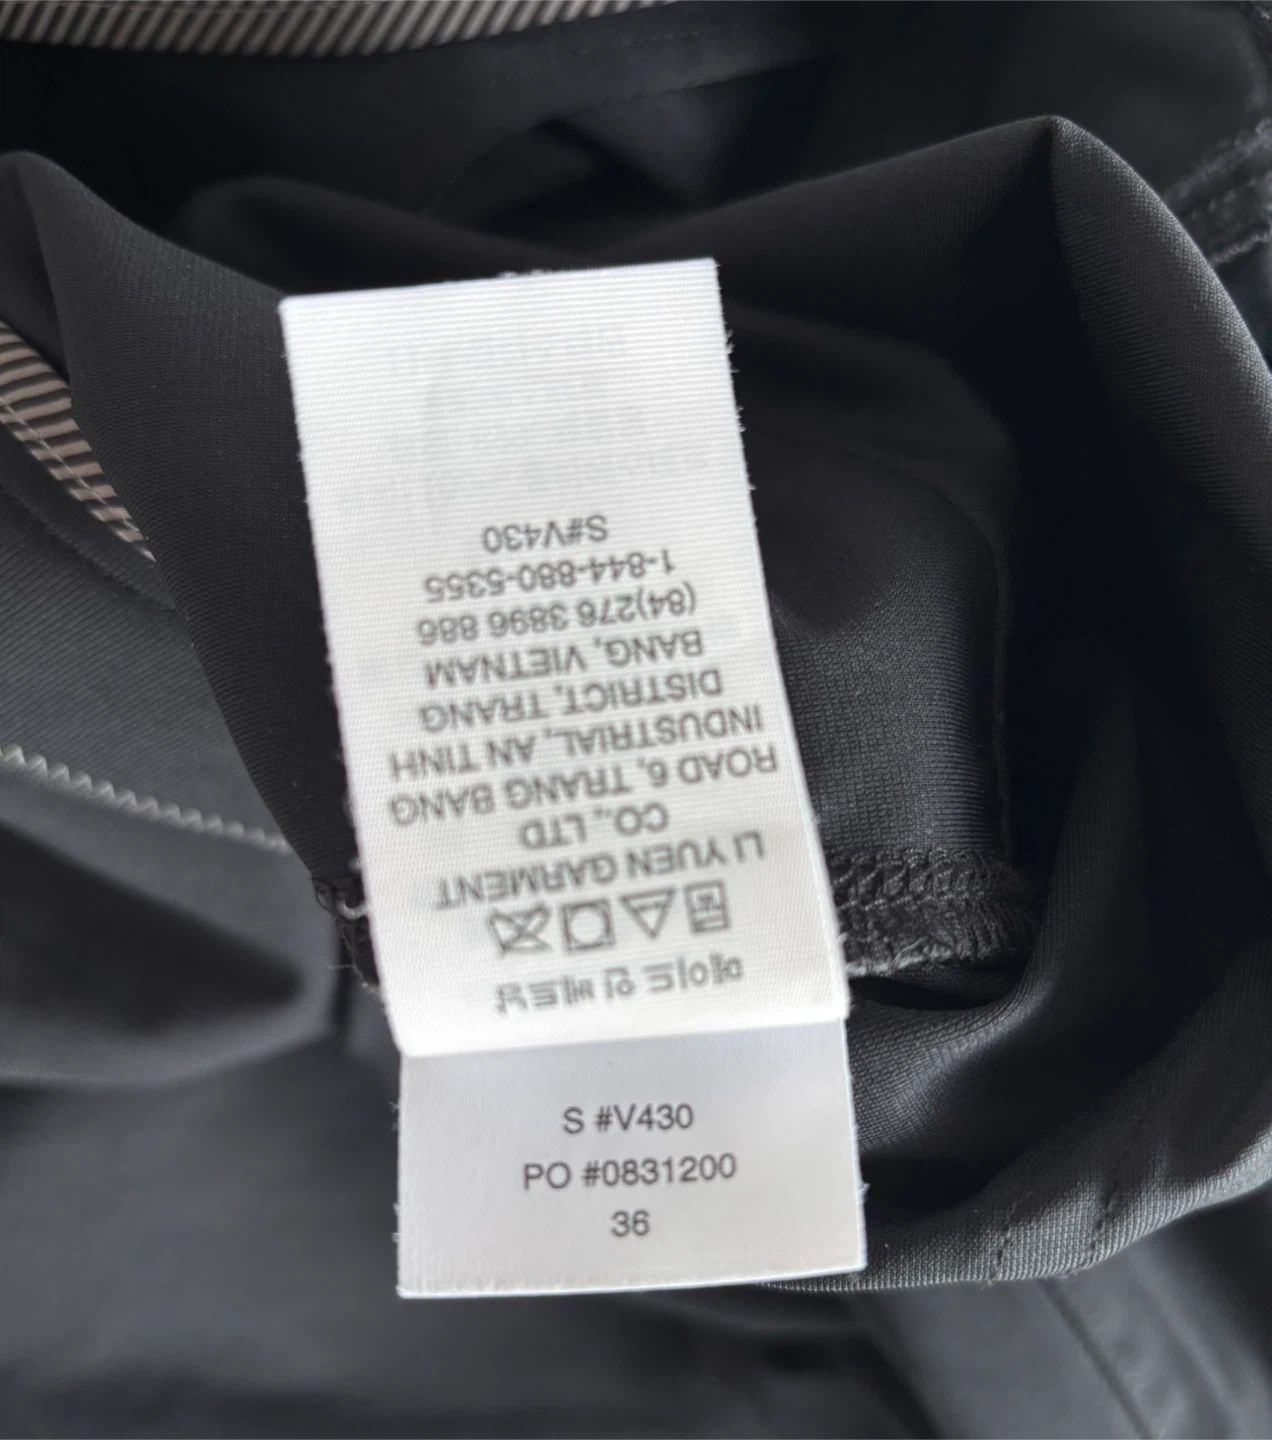 메이드 인 베트남
LI YUEN GARMENT
CO., LTD
ROAD 6, TRANG BANG
INDUSTRIAL, AN TINH
DISTRICT, TRANG
BANG, VIETNAM
(84)276 3896 886
1-844-880-5355
S#V430
S #V430
PO #0831200
36